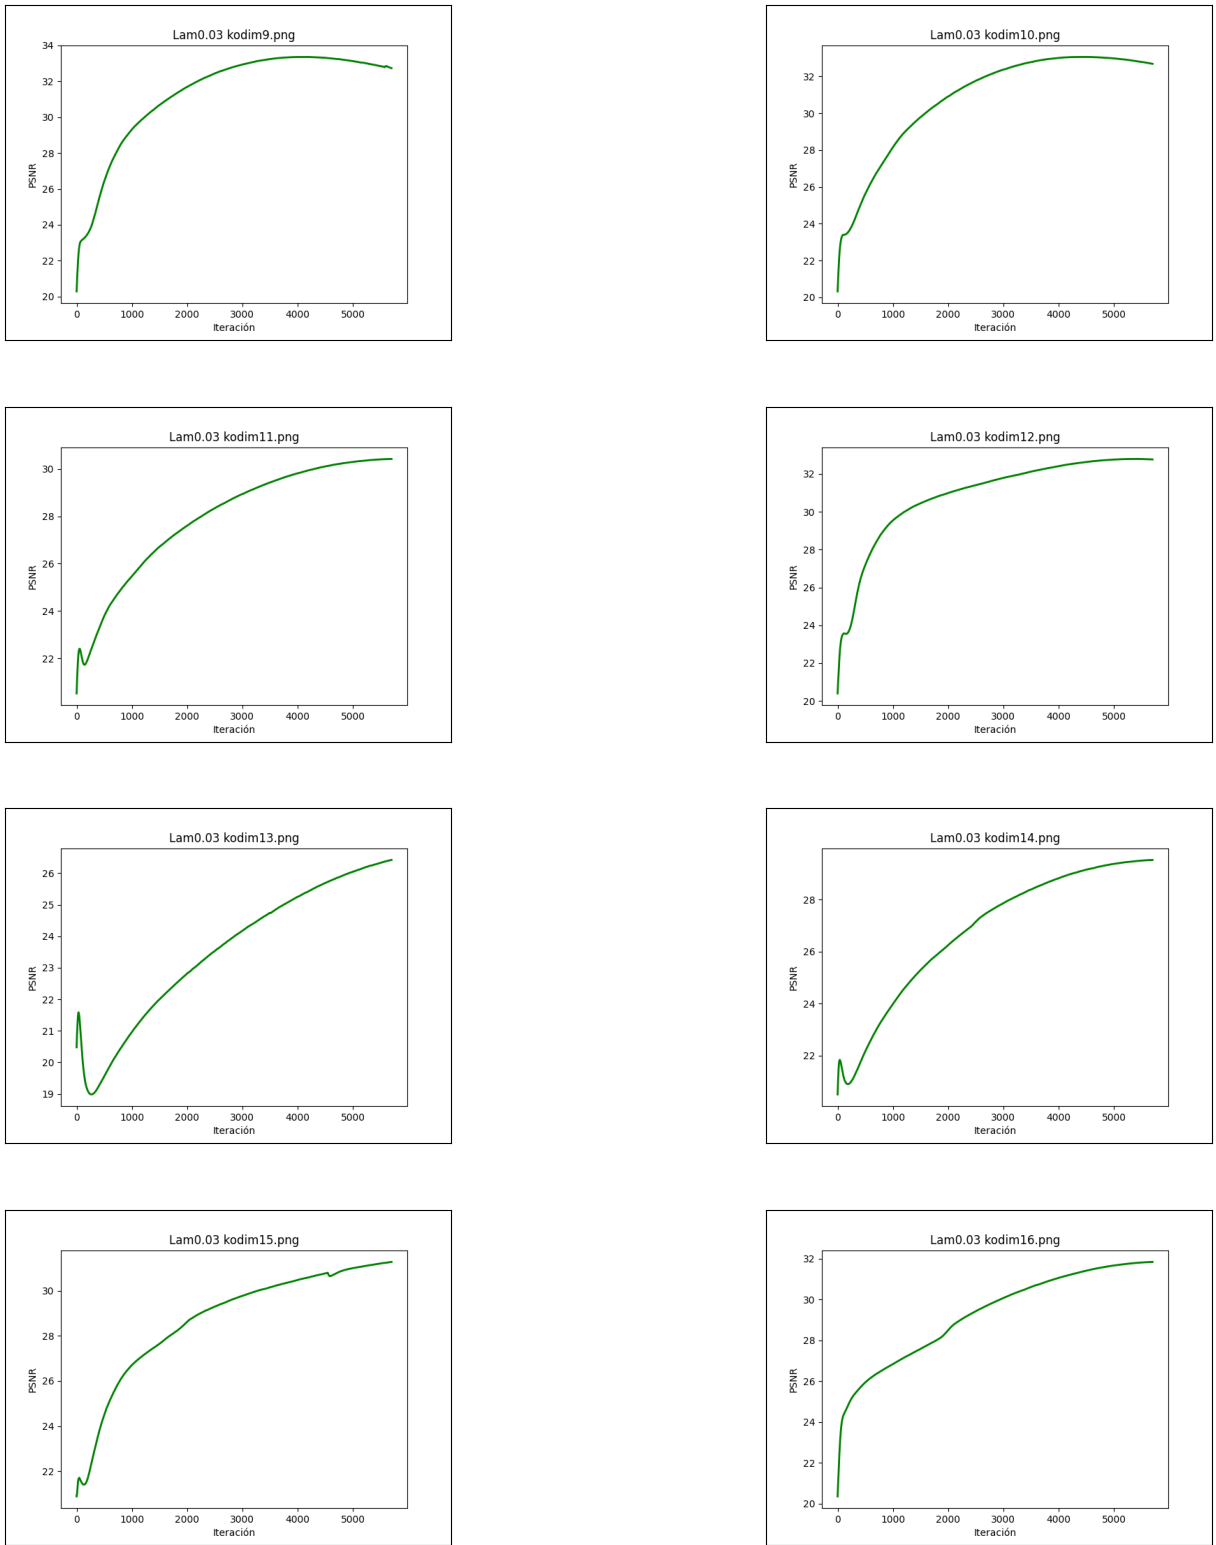 Lam0.03 kodim9.png
34
32
30
28
26
24
22
20
PSNR
0 1000 2000 3000 4000 5000
Iteración
Lam0.03 kodim10.png
32
30
28
26
24
22
20
PSNR
0 1000 2000 3000 4000 5000
Iteración
Lam0.03 kodim11.png
30
28
26
24
22
PSNR
0 1000 2000 3000 4000 5000
Iteración
Lam0.03 kodim12.png
32
30
28
26
24
22
20
PSNR
0 1000 2000 3000 4000 5000
Iteración
Lam0.03 kodim13.png
26
25
24
23
22
21
20
19
PSNR
0 1000 2000 3000 4000 5000
Iteración
Lam0.03 kodim14.png
28
26
24
22
PSNR
0 1000 2000 3000 4000 5000
Iteración
Lam0.03 kodim15.png
30
28
26
24
22
PSNR
0 1000 2000 3000 4000 5000
Iteración
Lam0.03 kodim16.png
32
30
28
26
24
22
20
PSNR
0 1000 2000 3000 4000 5000
Iteración